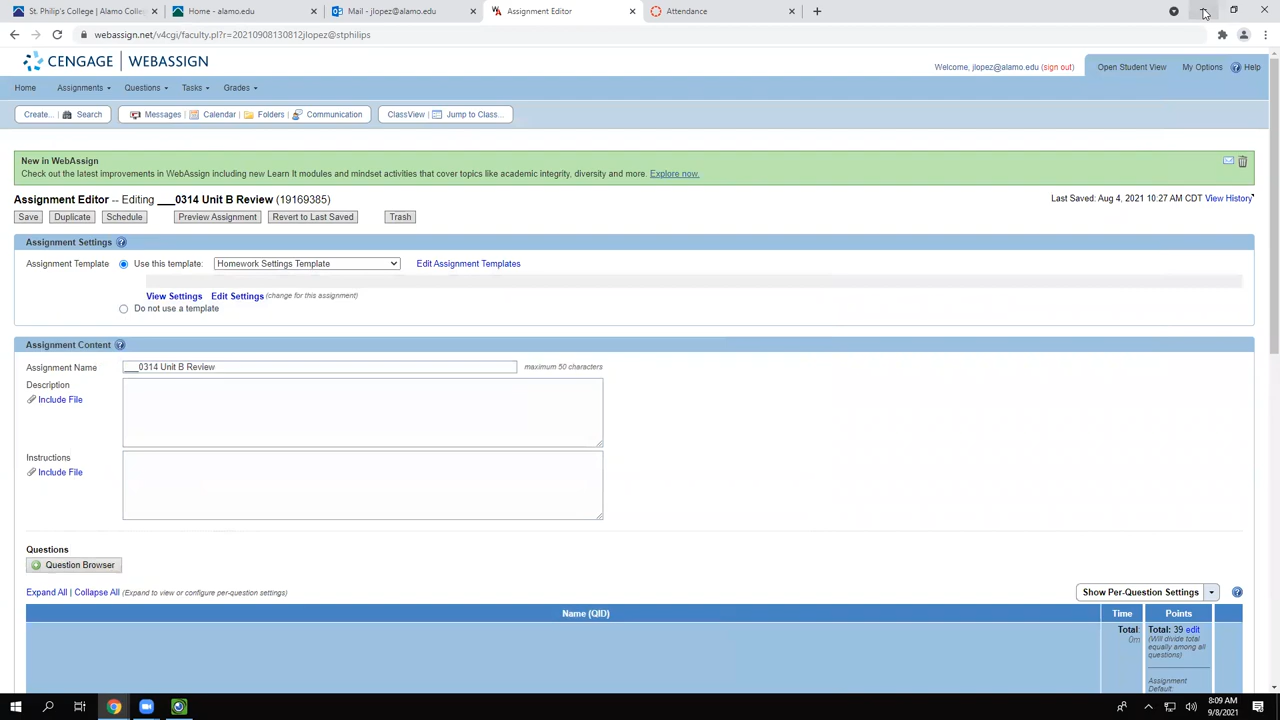 St. Philip's College | Alamo Colle
Home - alamo.edu
Mail - jlopez@alamo.edu
Assignment Editor
Attendance
webassign.net/v4cgi/faculty.pl?r=20210908130812jlopez@stphilips
CENGAGE | WEBASSIGN
Welcome, jlopez@alamo.edu (sign out)
Open Student View
My Options
Help
Home
Assignments
Questions
Tasks
Grades
Create... | Search
Messages | Calendar | Folders | Communication
ClassView | Jump to Class...
New in WebAssign
Check out the latest improvements in WebAssign including new Learn It modules and mindset activities that cover topics like academic integrity, diversity and more. Explore now.
Assignment Editor -- Editing ___0314 Unit B Review (19169385)
Last Saved: Aug 4, 2021 10:27 AM CDT View History
Save
Duplicate
Schedule
Preview Assignment
Revert to Last Saved
Trash
Assignment Settings
Assignment Template
Use this template:
Homework Settings Template
Edit Assignment Templates
View Settings
Edit Settings (change for this assignment)
Do not use a template
Assignment Content
Assignment Name
___0314 Unit B Review
maximum 50 characters
Description
Include File
Instructions
Include File
Questions
Question Browser
Expand All | Collapse All (Expand to view or configure per-question settings)
Show Per-Question Settings
Name (QID)
Time
Points
Total:
0m
Total: 39 edit
(Will divide total
equally among all
questions)
Assignment
Default:
8:09 AM
9/8/2021